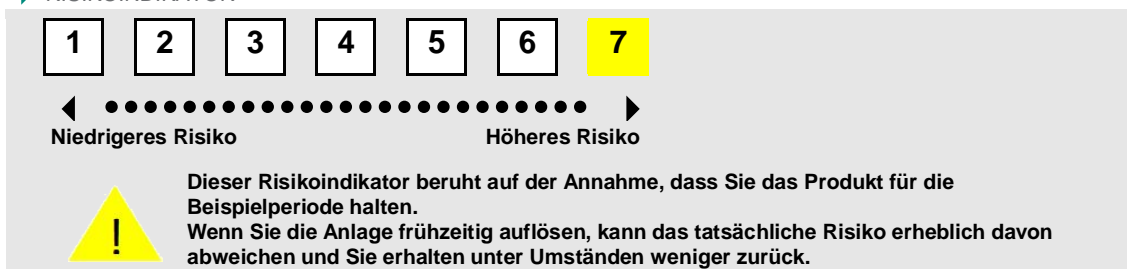 RISIKOINDIKATOR
1 2 3 4 5 6 7
Niedrigeres Risiko Höheres Risiko
Dieser Risikoindikator beruht auf der Annahme, dass Sie das Produkt für die
Beispielperiode halten.
! Wenn Sie die Anlage frühzeitig auflösen, kann das tatsächliche Risiko erheblich davon
abweichen und Sie erhalten unter Umständen weniger zurück.